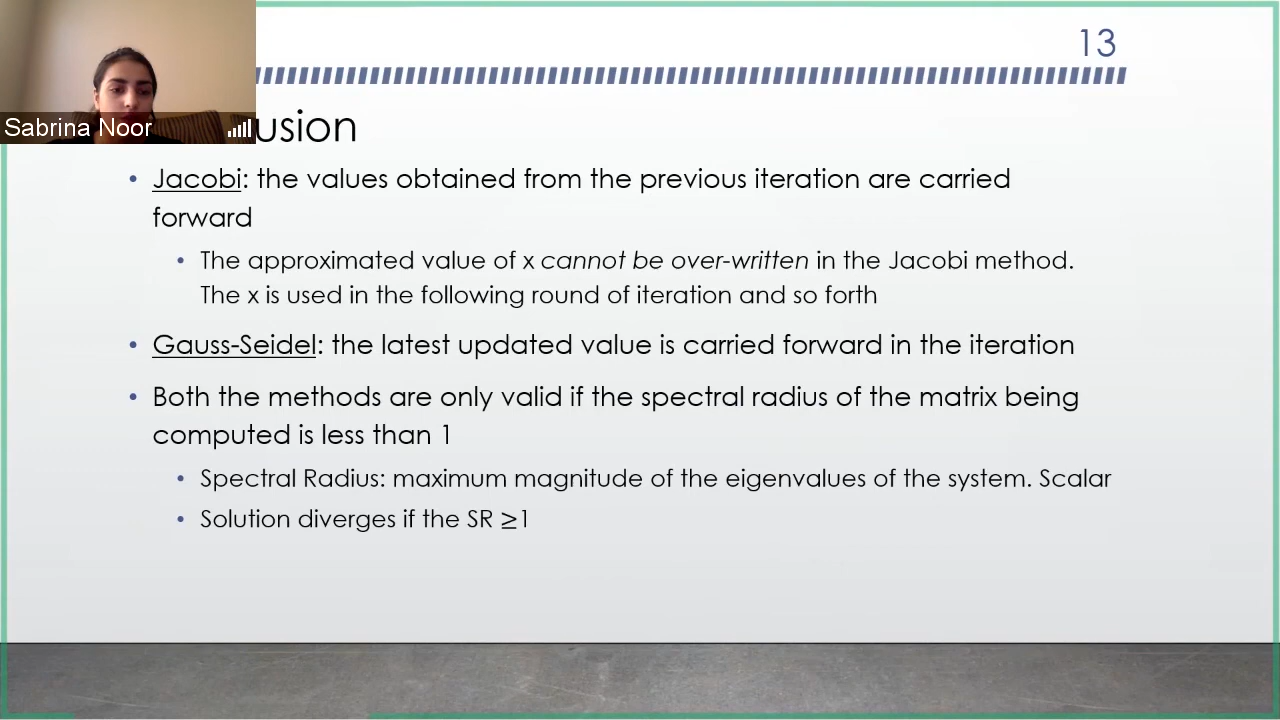 13
Sabrina Noor
usion
• Jacobi: the values obtained from the previous iteration are carried
forward
• The approximated value of x cannot be over-written in the Jacobi method.
The x is used in the following round of iteration and so forth
• Gauss-Seidel: the latest updated value is carried forward in the iteration
• Both the methods are only valid if the spectral radius of the matrix being
computed is less than 1
• Spectral Radius: maximum magnitude of the eigenvalues of the system. Scalar
• Solution diverges if the SR ≥1